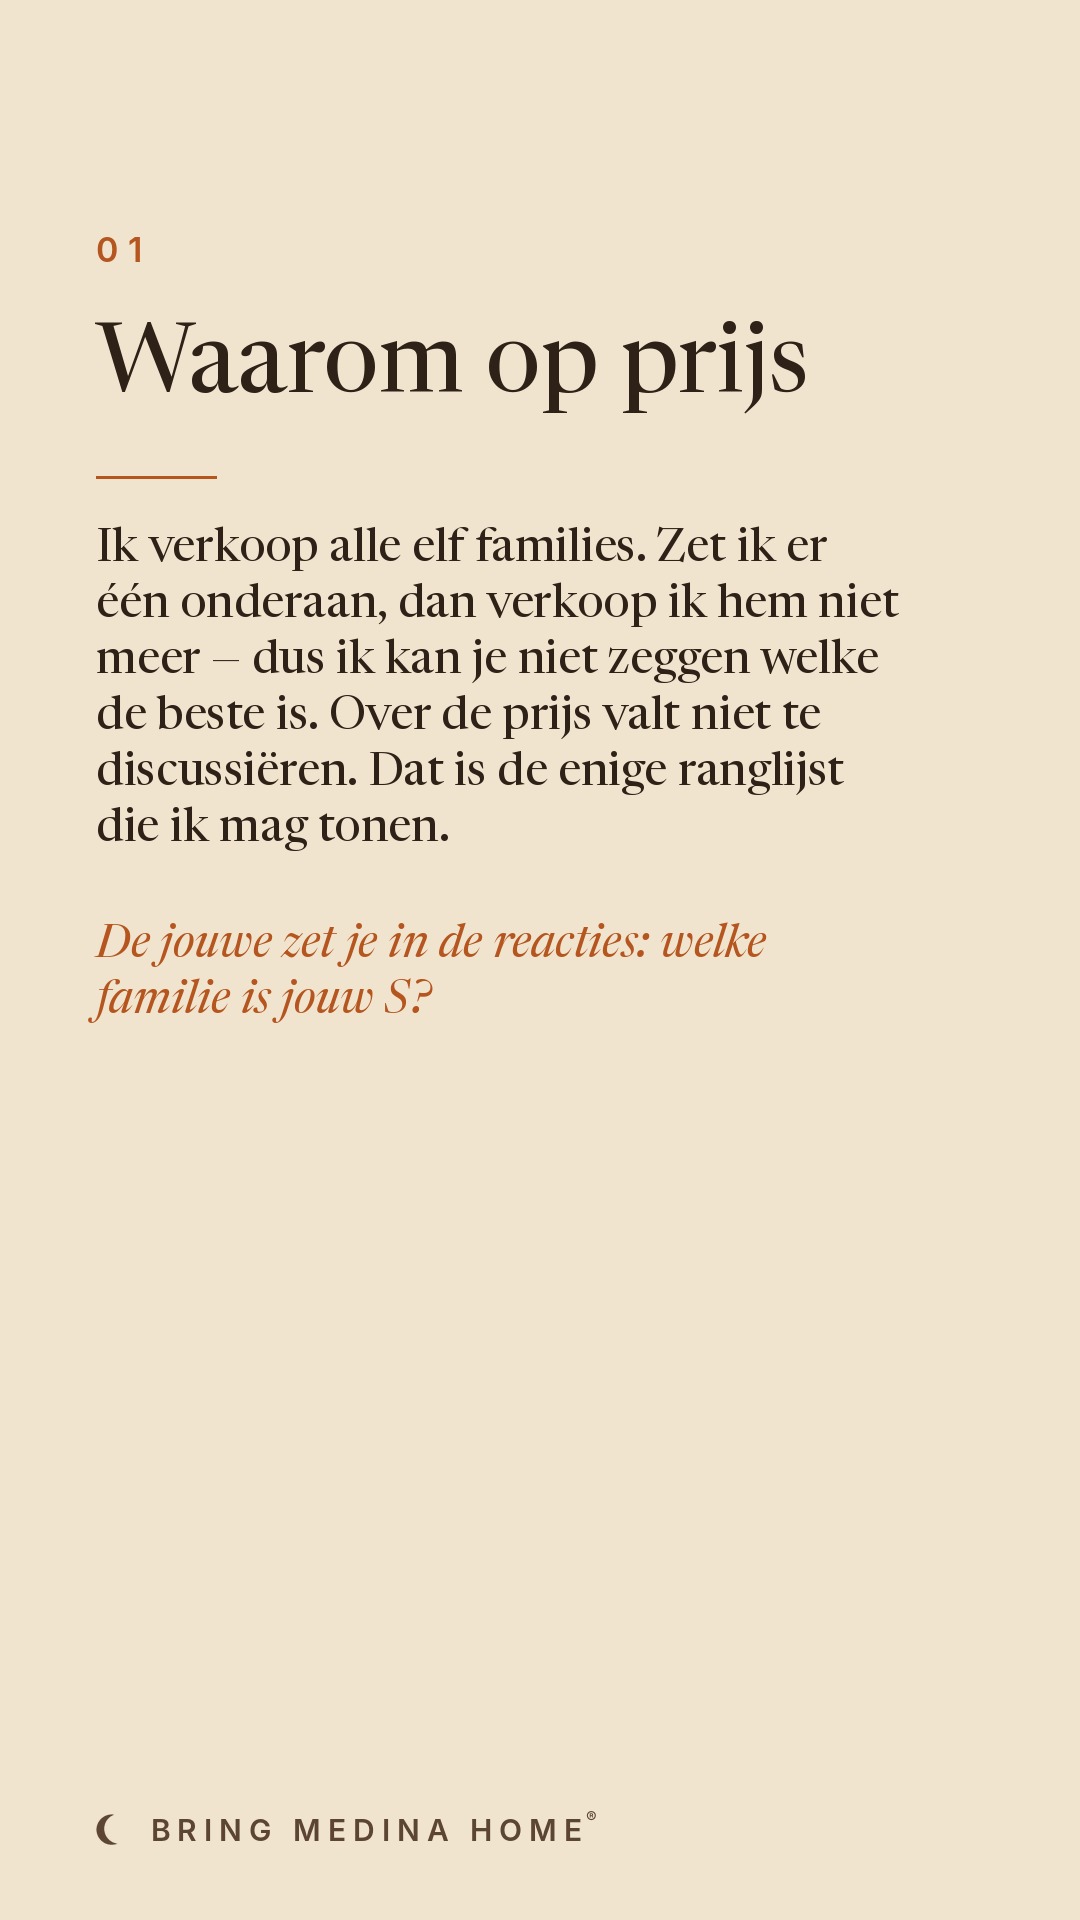 01
Waarom op prijs
Ik verkoop alle elf families. Zet ik er
één onderaan, dan verkoop ik hem niet
meer – dus ik kan je niet zeggen welke
de beste is. Over de prijs valt niet te
discussiëren. Dat is de enige ranglijst
die ik mag tonen.
De jouwe zet je in de reacties: welke
familie is jouw S?
BRING MEDINA HOME®